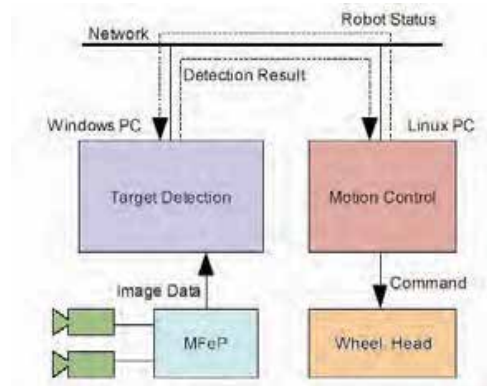 Robot Status
Network
Detection Result
Windows PC
Linux PC
Target Detection
Motion Control
Image Data
Command
MFeP
Wheel, Head